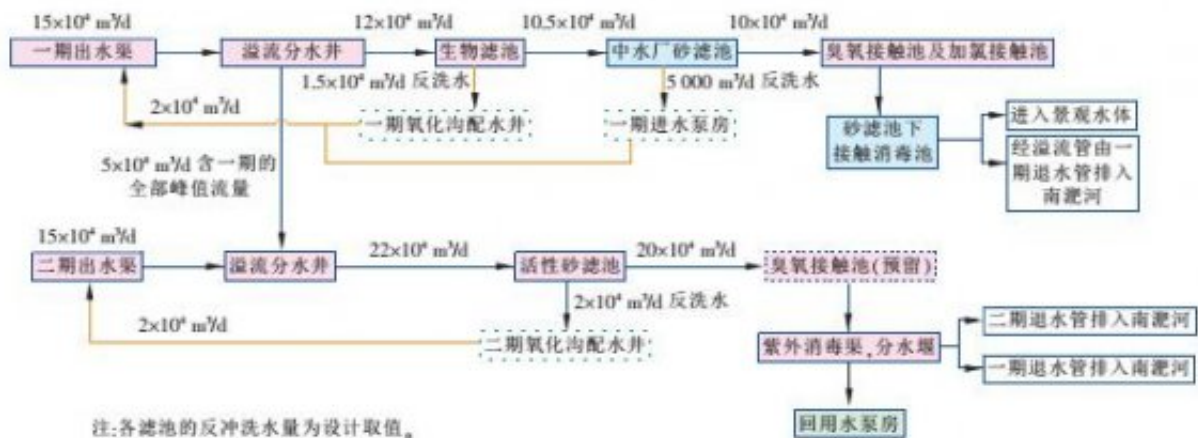 15×10⁴ m³/d
12×10⁴ m³/d
10.5×10⁴ m³/d
10×10⁴ m³/d
一期出水渠
溢流分水井
生物滤池
中水厂砂滤池
臭氧接触池及加氯接触池
1.5×10⁴ m³/d 反洗水
5 000 m³/d 反洗水
2×10⁴ m³/d
一期氧化沟配水井
一期进水泵房
砂滤池下
接触消毒池
进入景观水体
经溢流管由一
期退水管排入
南淝河
5×10⁴ m³/d 含一期的
全部峰值流量
15×10⁴ m³/d
22×10⁴ m³/d
20×10⁴ m³/d
二期出水渠
溢流分水井
活性砂滤池
臭氧接触池(预留)
2×10⁴ m³/d 反洗水
2×10⁴ m³/d
二期氧化沟配水井
紫外消毒渠,分水堰
二期退水管排入南淝河
一期退水管排入南淝河
回用水泵房
注:各滤池的反冲洗水量为设计取值。